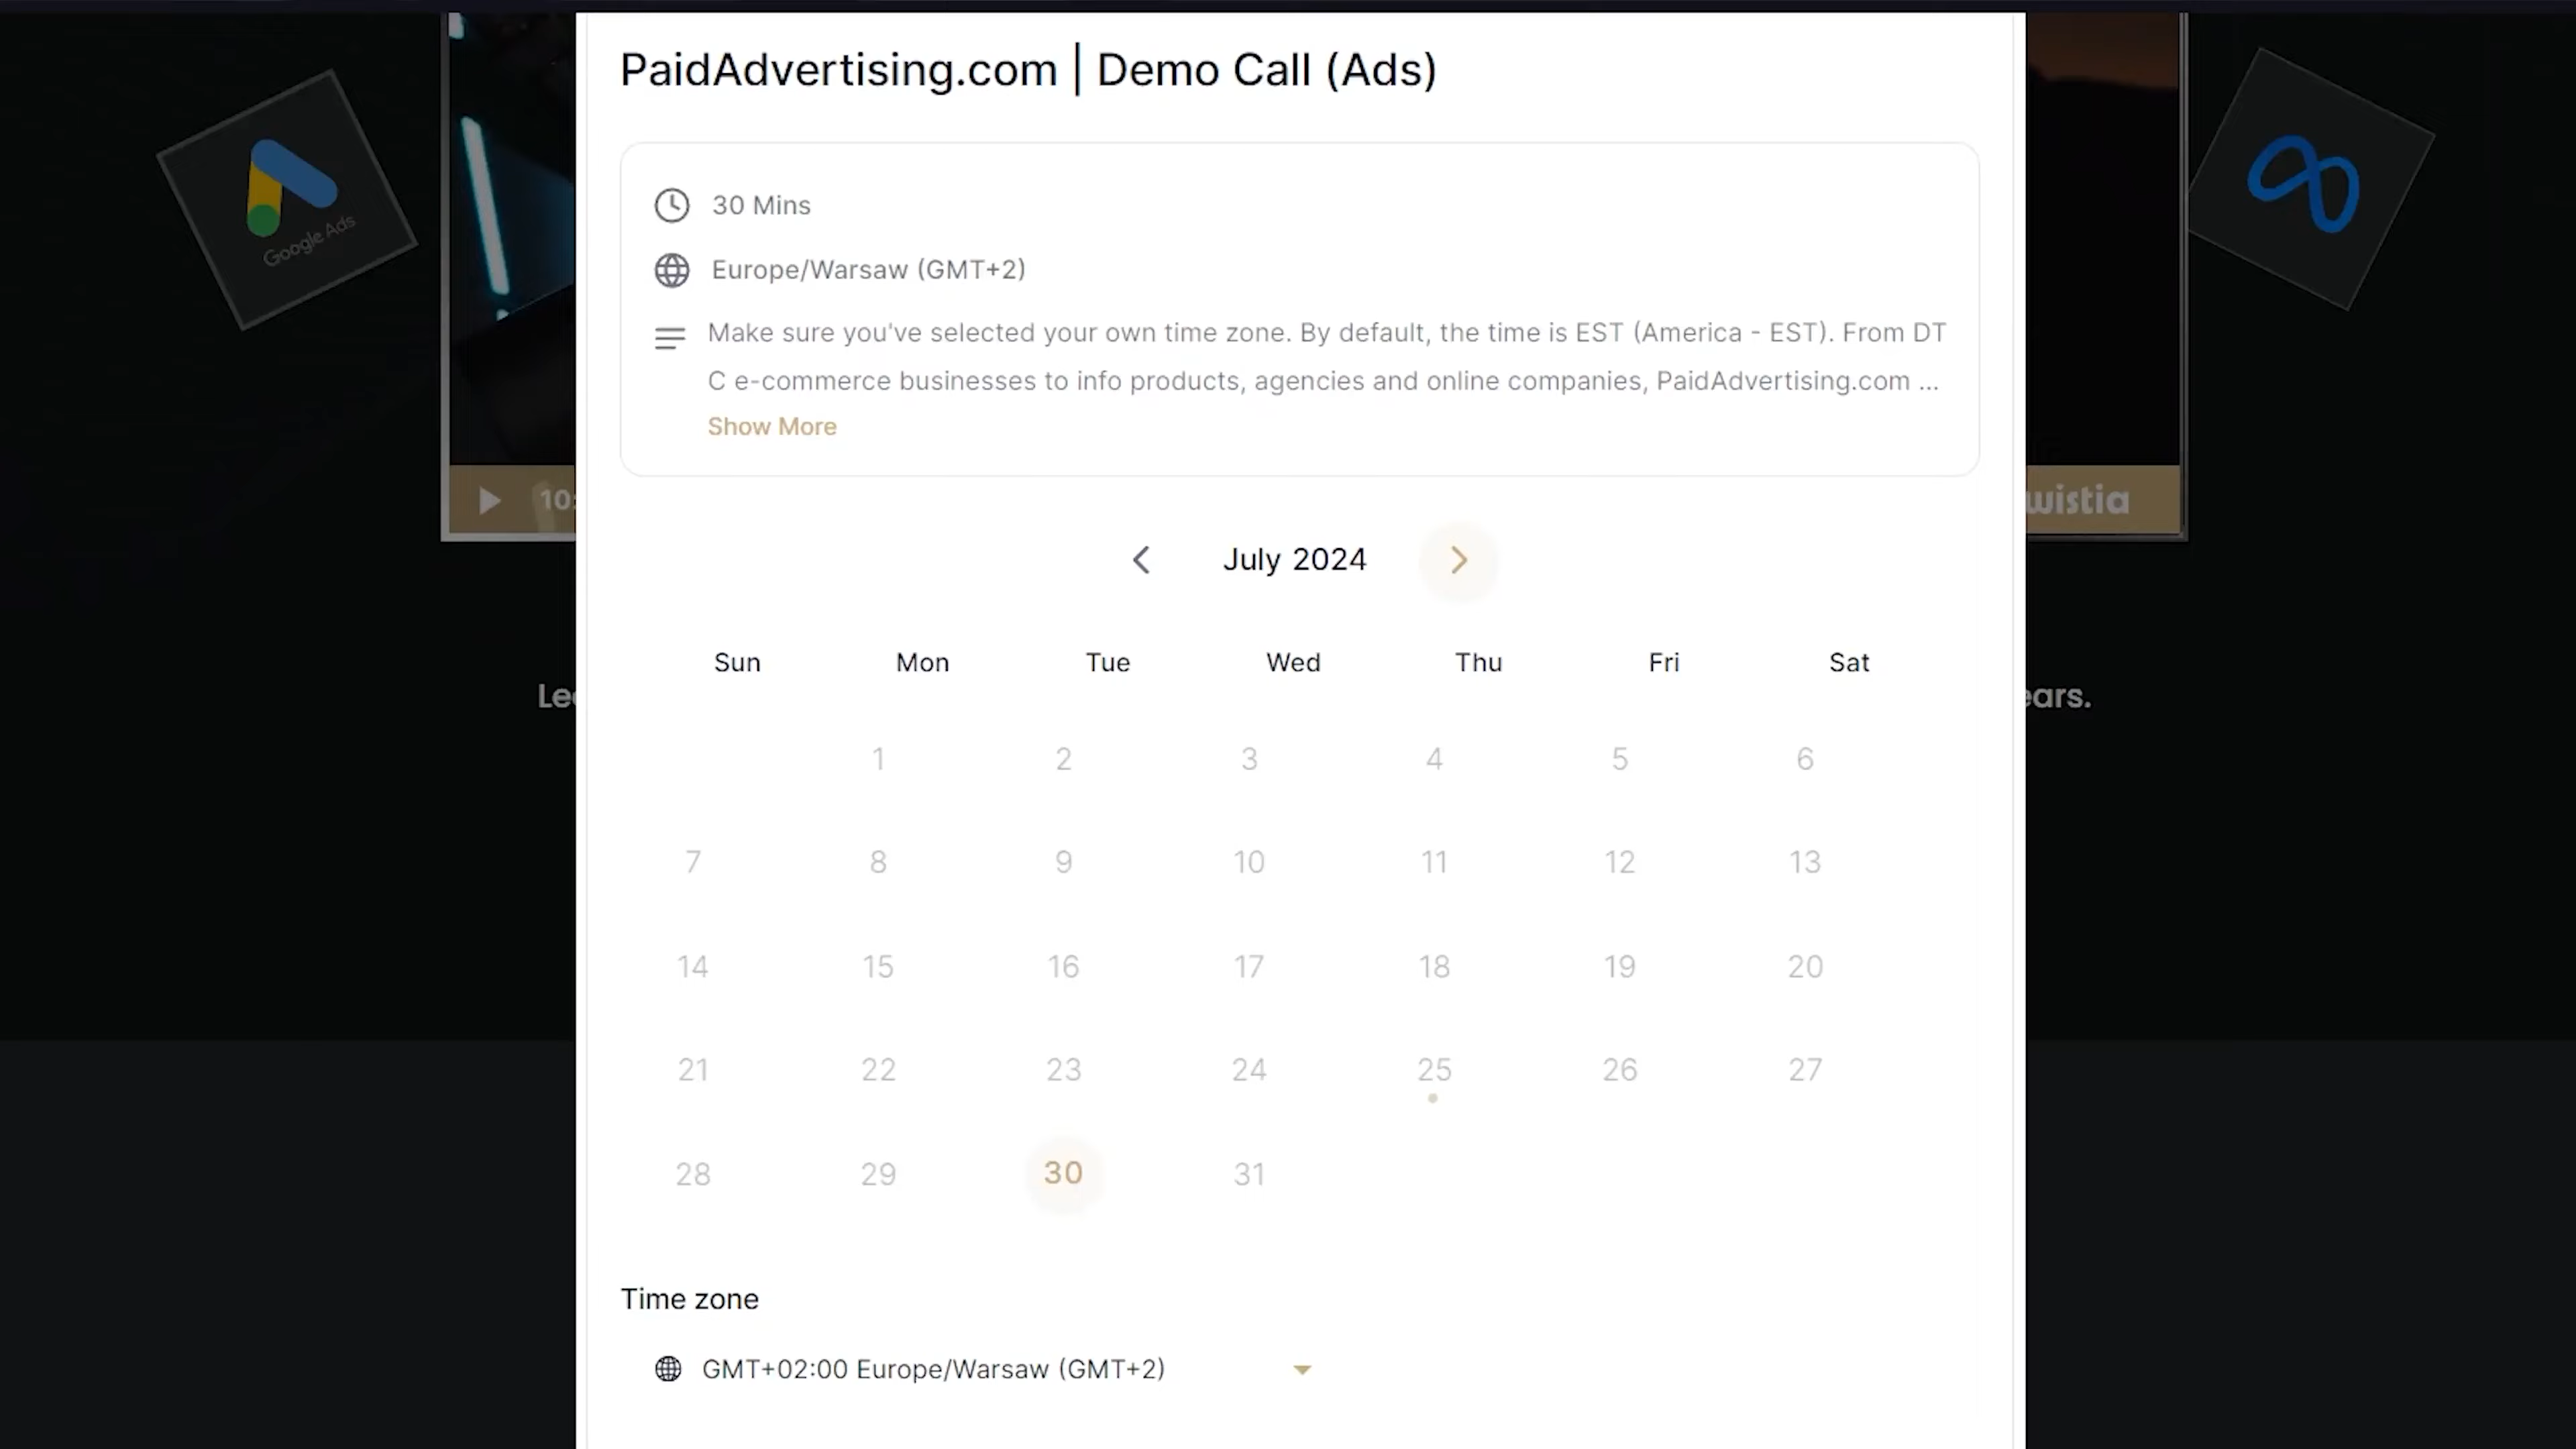 PaidAdvertising.com | Demo Call (Ads)
Google Ads
30 Mins
Europe/Warsaw (GMT+2)
Make sure you've selected your own time zone. By default, the time is EST (America - EST). From DT
C e-commerce businesses to info products, agencies and online companies, PaidAdvertising.com ...
Show More
10:
wistia
July 2024
Sun Mon Tue Wed Thu Fri Sat
1 2 3 4 5 6
7 8 9 10 11 12 13
14 15 16 17 18 19 20
21 22 23 24 25 26 27
28 29 30 31
Time zone
GMT+02:00 Europe/Warsaw (GMT+2)